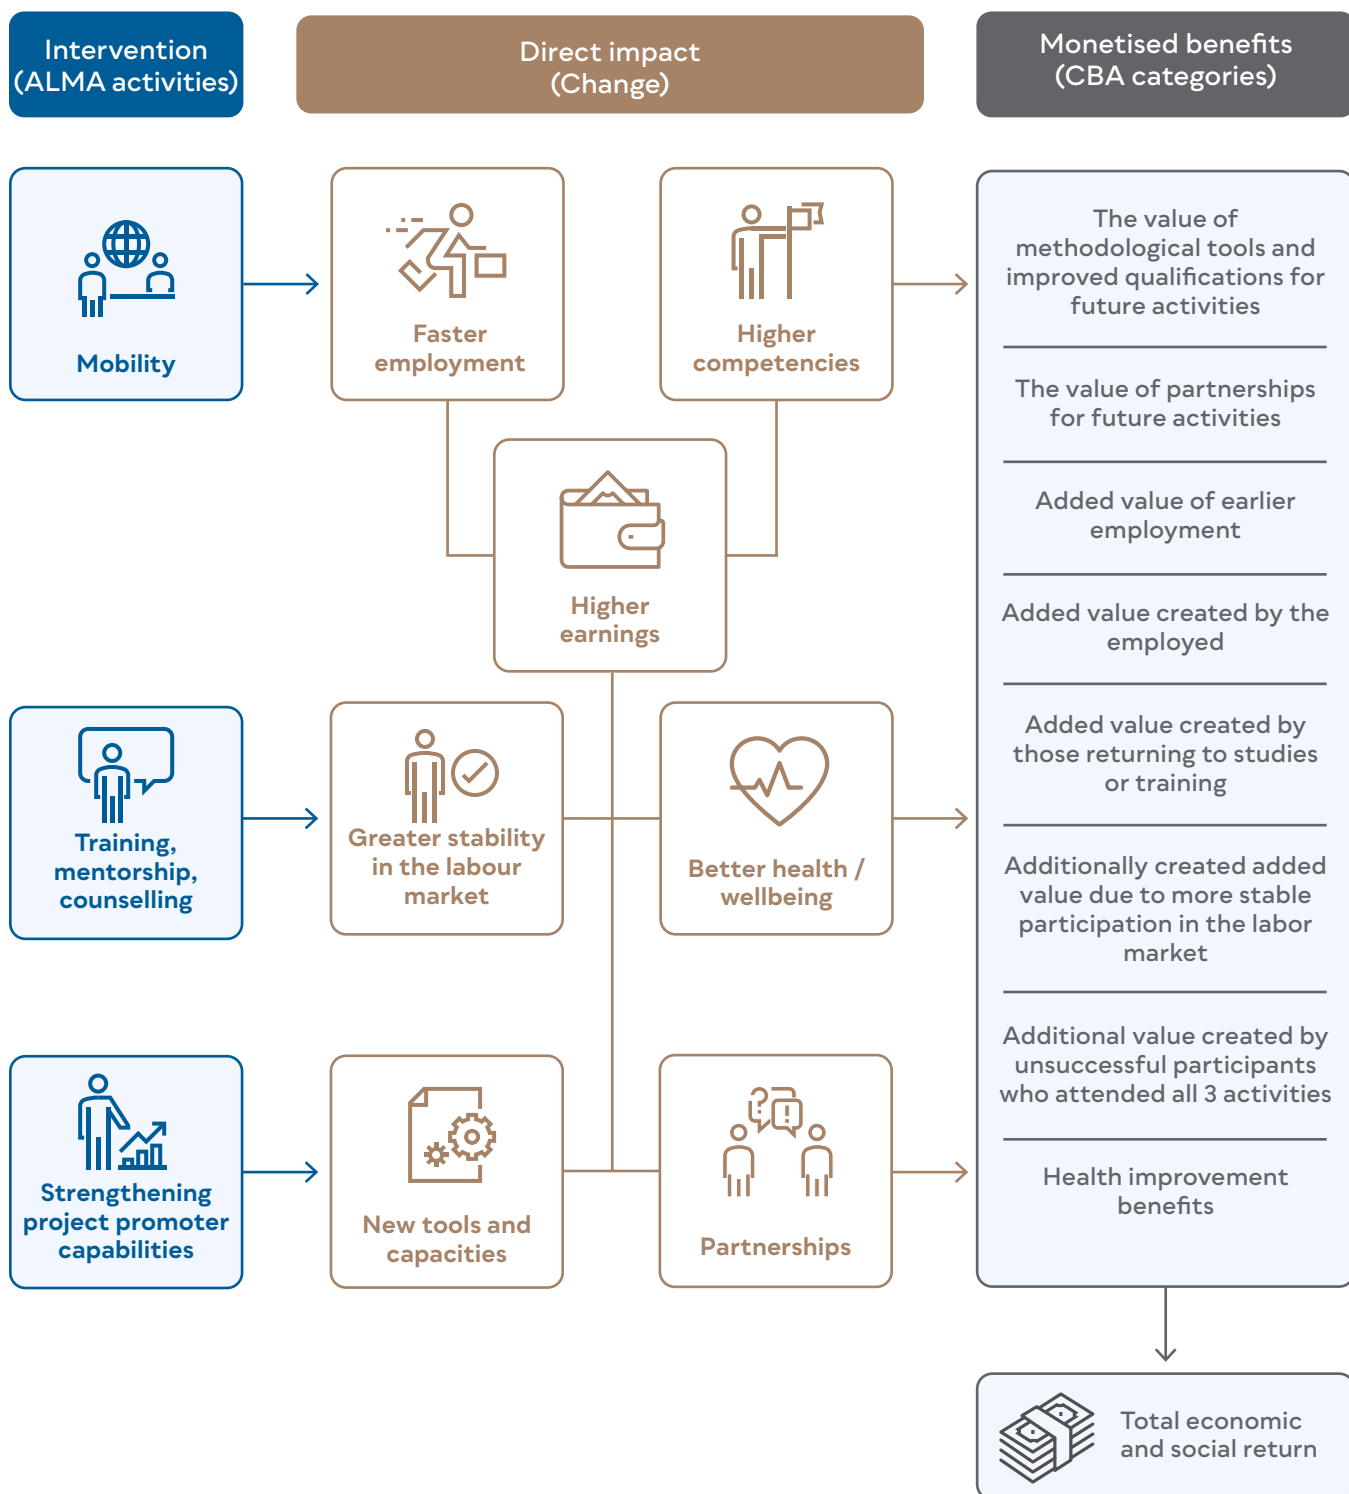 Intervention
(ALMA activities)
Direct impact
(Change)
Monetised benefits
(CBA categories)
Mobility
Faster
employment
Higher
competencies
Higher
earnings
Training,
mentorship,
counselling
Greater stability
in the labour
market
Better health /
wellbeing
Strengthening
project promoter
capabilities
New tools and
capacities
Partnerships
The value of
methodological tools and
improved qualifications for
future activities
The value of partnerships
for future activities
Added value of earlier
employment
Added value created by the
employed
Added value created by
those returning to studies
or training
Additionally created added
value due to more stable
participation in the labor
market
Additional value created by
unsuccessful participants
who attended all 3 activities
Health improvement
benefits
Total economic
and social return